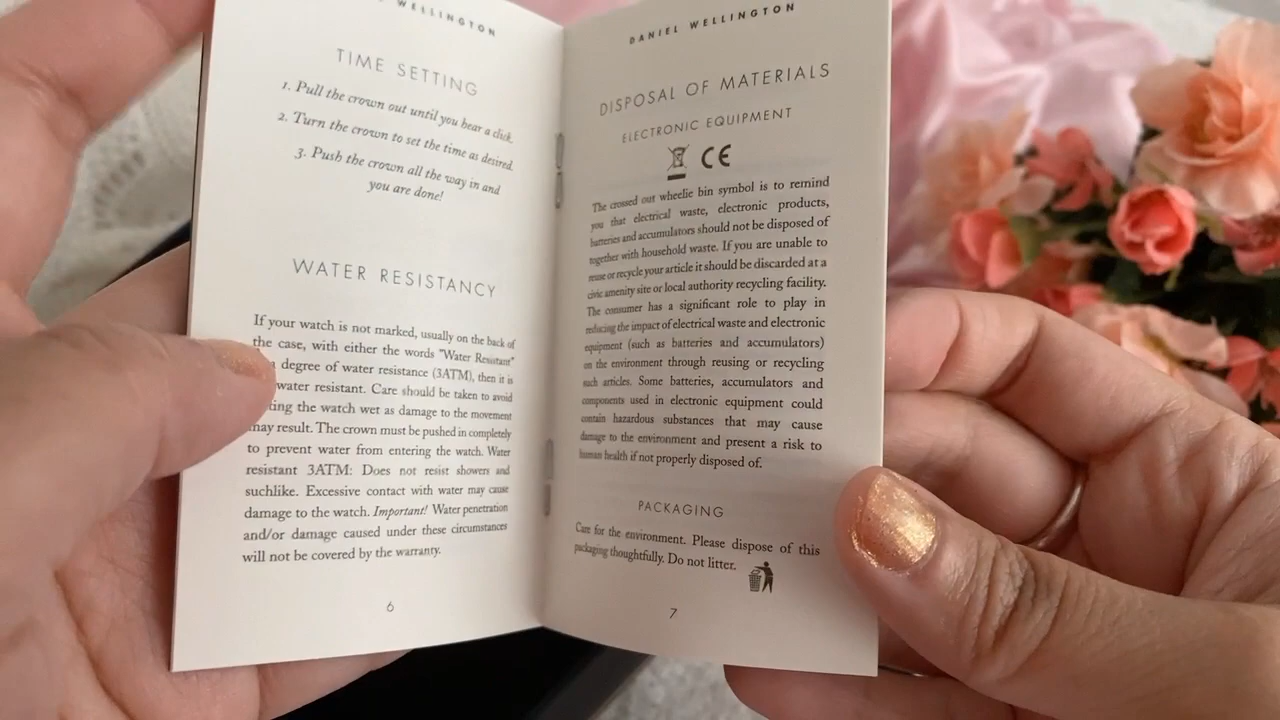 WELLINGTON
TIME SETTING
1. Pull the crown out until you hear a click.
2. Turn the crown to set the time as desired.
3. Push the crown all the way in and
you are done!
WATER RESISTANCY
If your watch is not marked, usually on the back of
the case, with either the words "Water Resistant"
degree of water resistance (3ATM), then it is
water resistant. Care should be taken to avoid
the watch wet as damage to the movement
may result. The crown must be pushed in completely
to prevent water from entering the watch. Water
resistant 3ATM: Does not resist showers and
suchlike. Excessive contact with water may cause
damage to the watch. Important! Water penetration
and/or damage caused under these circumstances
will not be covered by the warranty.
6
DANIEL WELLINGTON
DISPOSAL OF MATERIALS
ELECTRONIC EQUIPMENT
CE
The crossed out wheelie bin symbol is to remind
you that electrical waste, electronic products,
batteries and accumulators should not be disposed of
together with household waste. If you are unable to
reuse or recycle your article it should be discarded at a
civic amenity site or local authority recycling facility.
The consumer has a significant role to play in
reducing the impact of electrical waste and electronic
equipment (such as batteries and accumulators)
on the environment through reusing or recycling
such articles. Some batteries, accumulators and
components used in electronic equipment could
contain hazardous substances that may cause
damage to the environment and present a risk to
human health if not properly disposed of.
PACKAGING
Care for the environment. Please dispose of this
packaging thoughtfully. Do not litter.
7